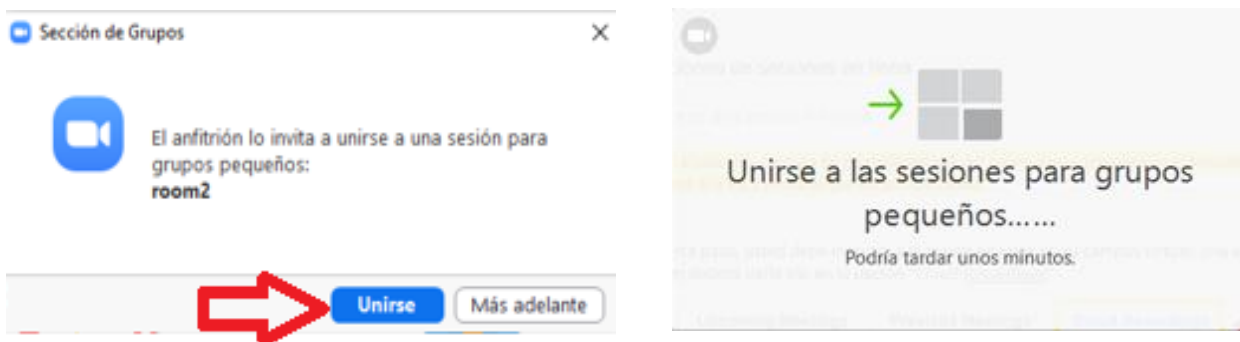 Sección de Grupos
El anfitrión lo invita a unirse a una sesión para
grupos pequeños:
room2
Unirse
Más adelante
Unirse a las sesiones para grupos
pequeños......
Podría tardar unos minutos.